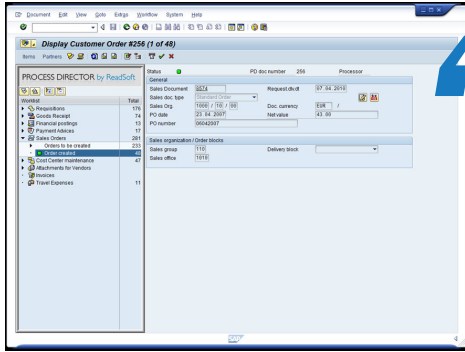 Document Edit View Goto Extras Workflow System Help
Display Customer Order #256 (1 of 48)
Items Partners
PROCESS DIRECTOR by ReadSoft
Worklist Total
Requisitions 176
Goods Receipt 74
Financial postings 13
Payment Advices 17
Sales Orders 281
Orders to be created 233
Order created 48
Cost Center maintenance 47
Attachments for Vendors
Invoices
Travel Expenses 11
Status PD doc number 256 Processor
General
Sales Document 8574 Request.dlv.dt 07.04.2010
Sales doc type Standard Order
Sales Org. 1000 / 10 / 00 Doc. currency EUR /
PO date 23.04.2007 Net value 43.00
PO number 06042007
Sales organization / Order blocks
Sales group 110 Delivery block
Sales office 1010
SAP
4